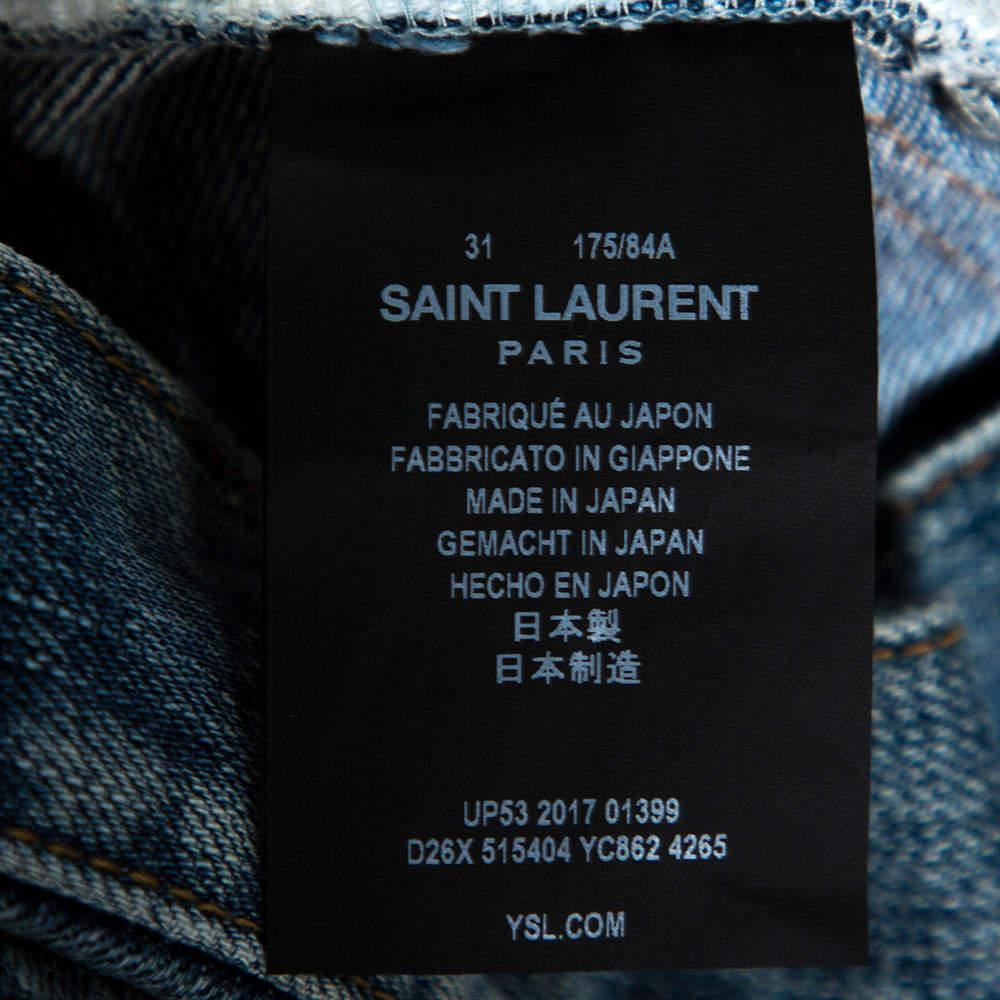 31 175/84A
SAINT LAURENT
PARIS
FABRIQUÉ AU JAPON
FABBRICATO IN GIAPPONE
MADE IN JAPAN
GEMACHT IN JAPAN
HECHO EN JAPON
日本製
日本制造
UP53 2017 01399
D26X 515404 YC862 4265
YSL.COM